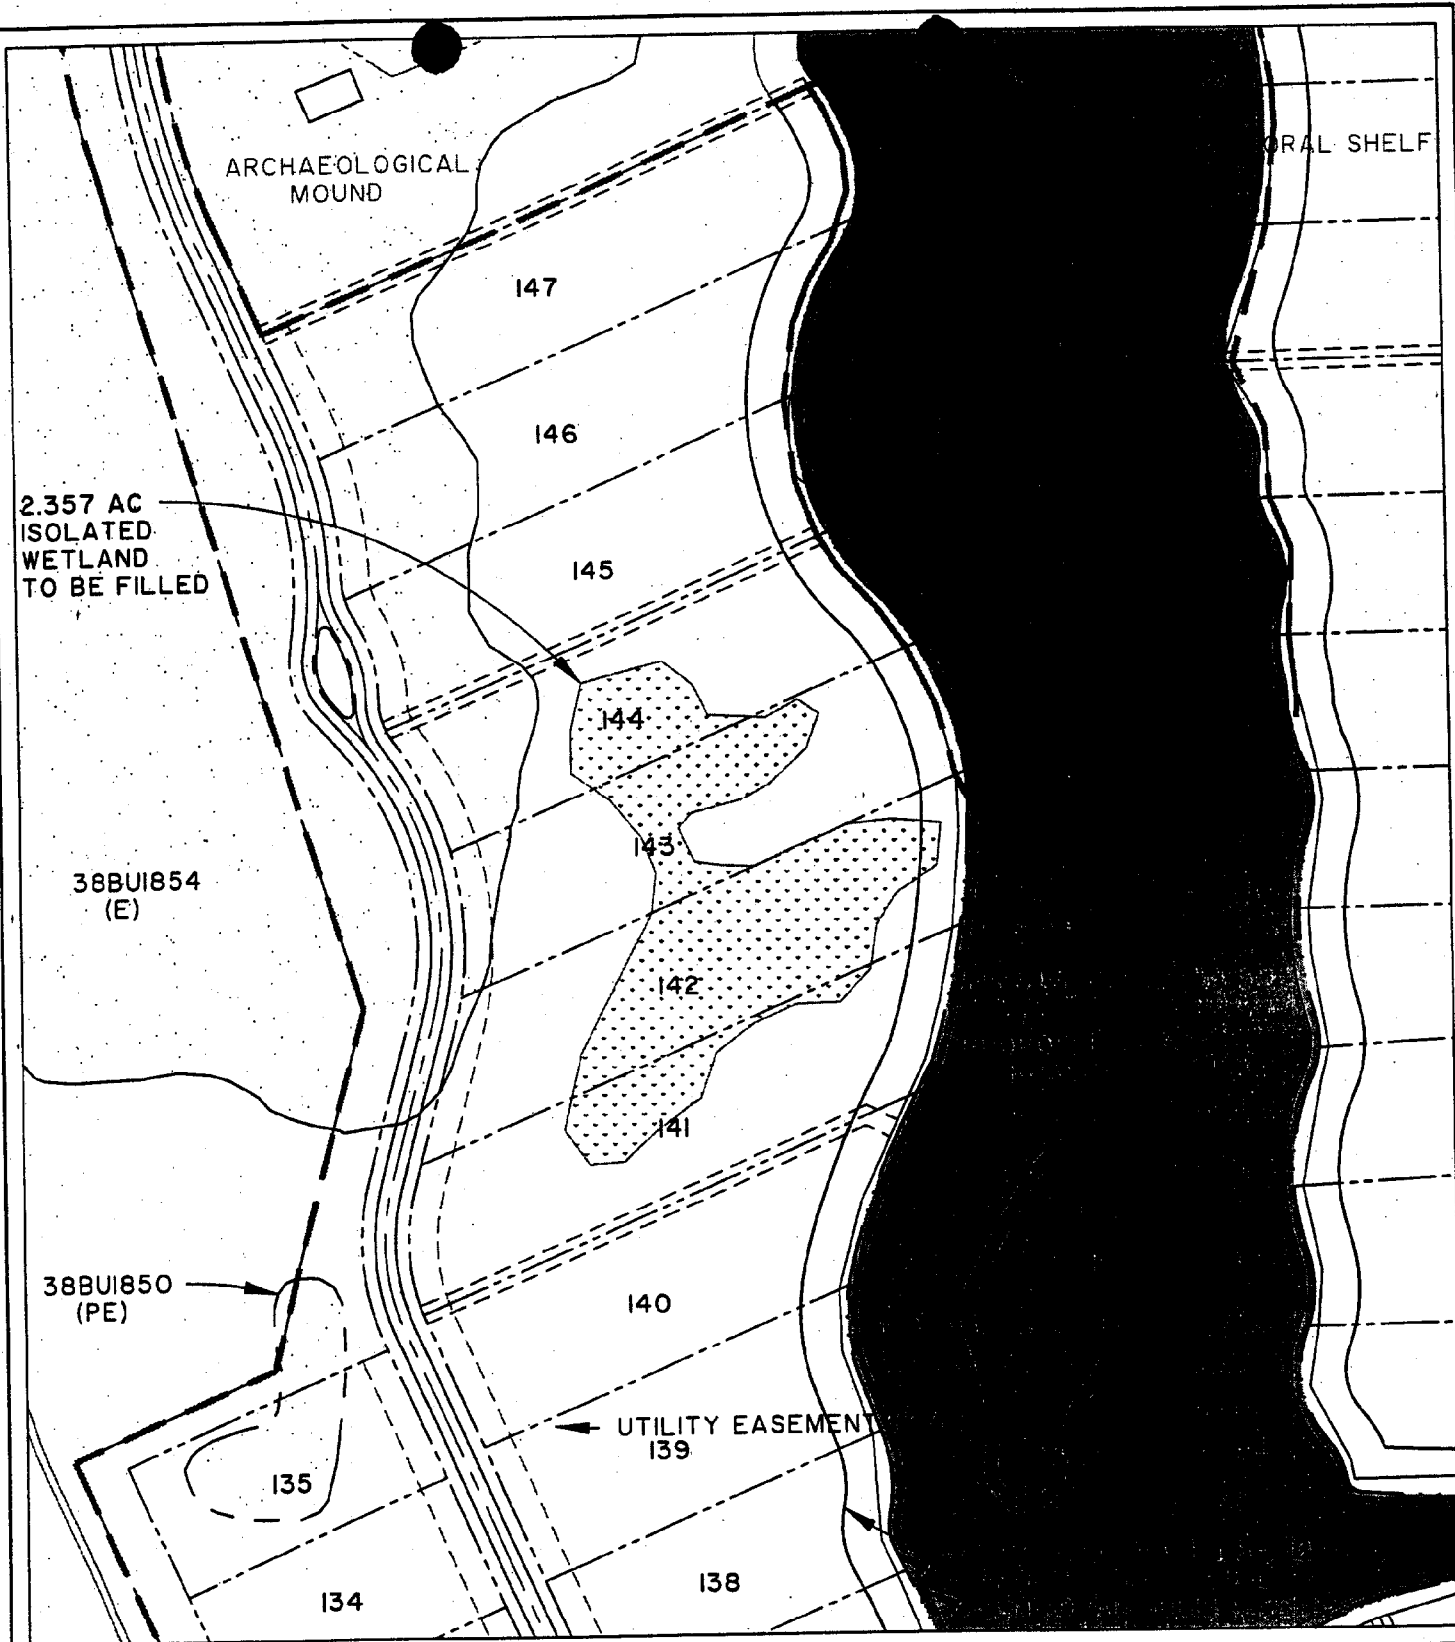 ARCHAEOLOGICAL
MOUND
ORAL SHELF
147
146
2.357 AC
ISOLATED
WETLAND
TO BE FILLED
145
144
143
38BU1854
(E)
142
141
38BU1850
(PE)
140
UTILITY EASEMENT
139
135
138
134